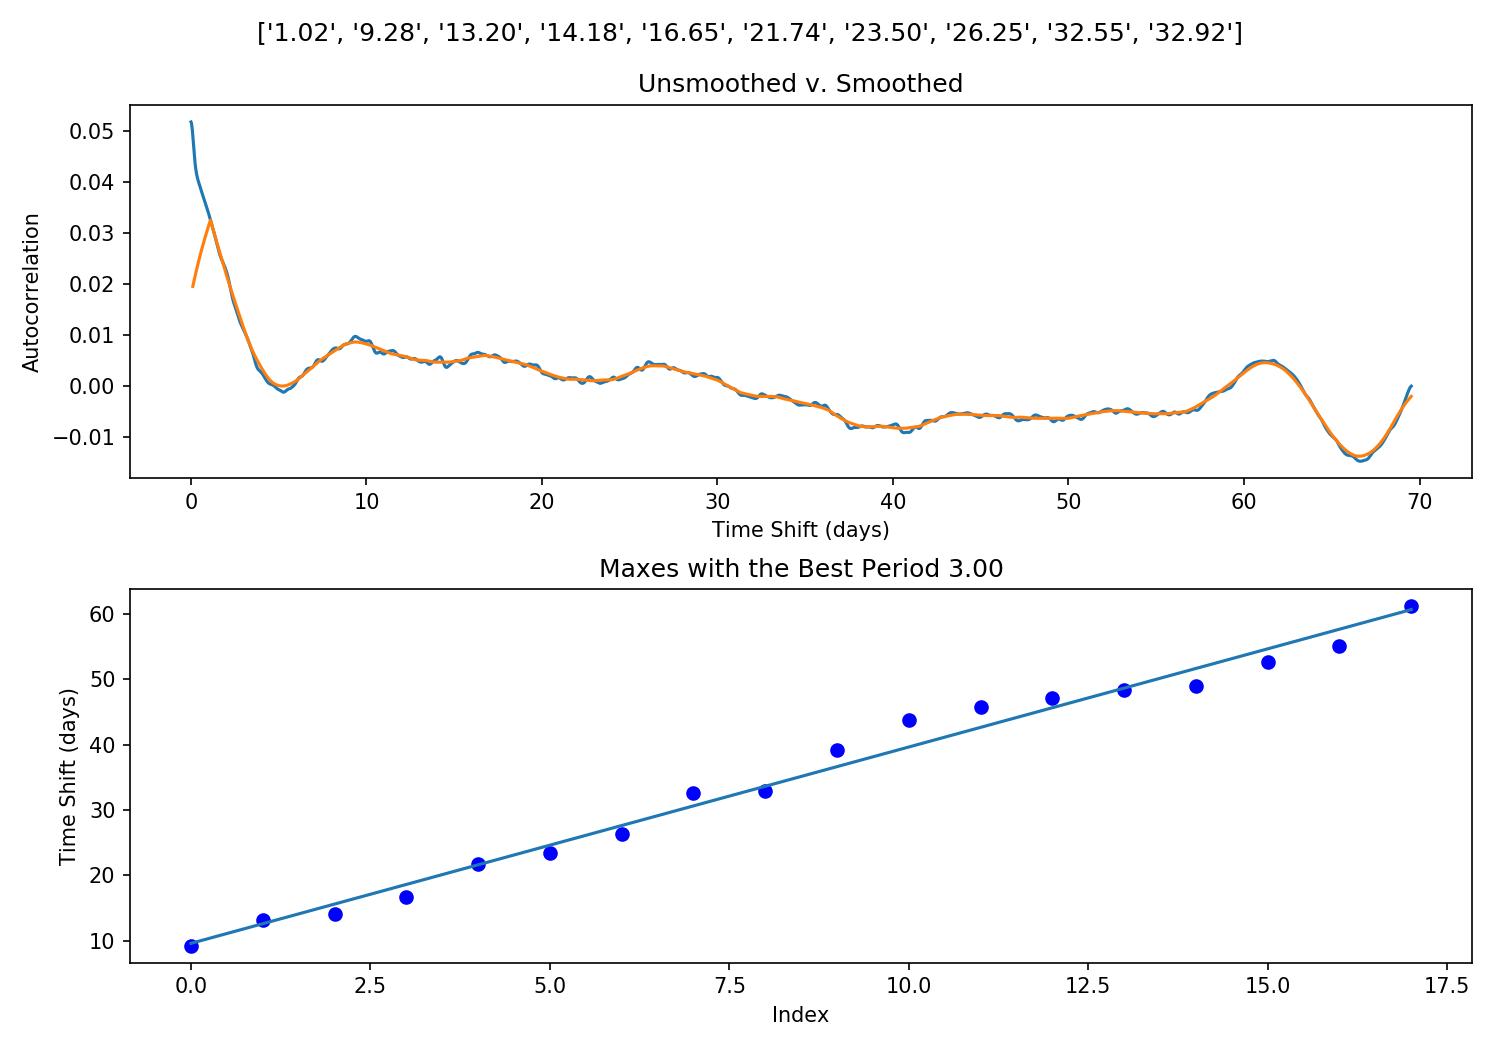 ['1.02', '9.28', '13.20', '14.18', '16.65', '21.74', '23.50', '26.25', '32.55', '32.92']
Unsmoothed v. Smoothed
Autocorrelation
0.05
0.04
0.03
0.02
0.01
0.00
−0.01
0 10 20 30 40 50 60 70
Time Shift (days)
Maxes with the Best Period 3.00
Time Shift (days)
60
50
40
30
20
10
0.0 2.5 5.0 7.5 10.0 12.5 15.0 17.5
Index